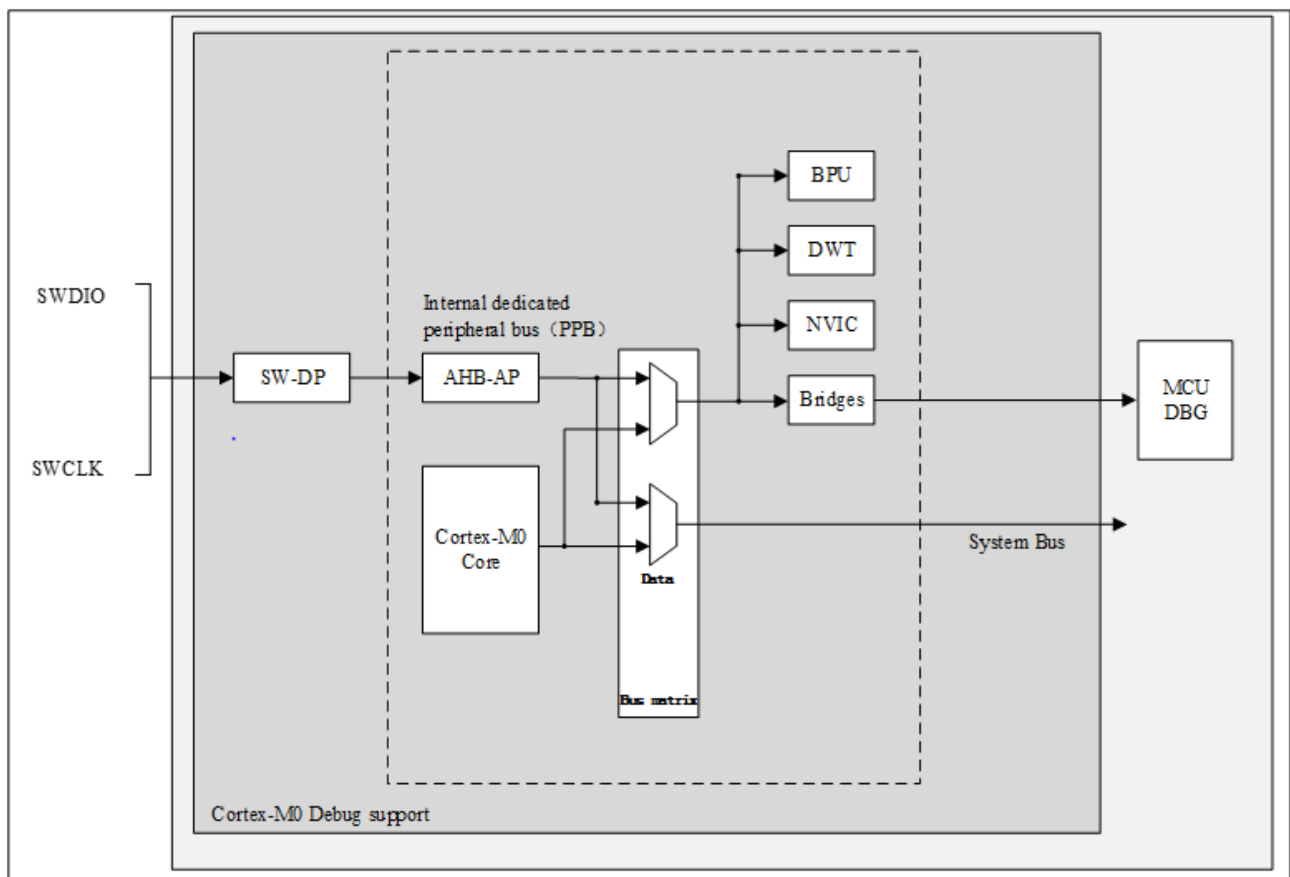 BPU
DWT
SWDIO
Internal dedicated
peripheral bus（PPB）
NVIC
SW-DP
AHB-AP
Bridges
MCU
DBG
SWCLK
Cortex-M0
Core
System Bus
Data
Bus matrix
Cortex-M0 Debug support